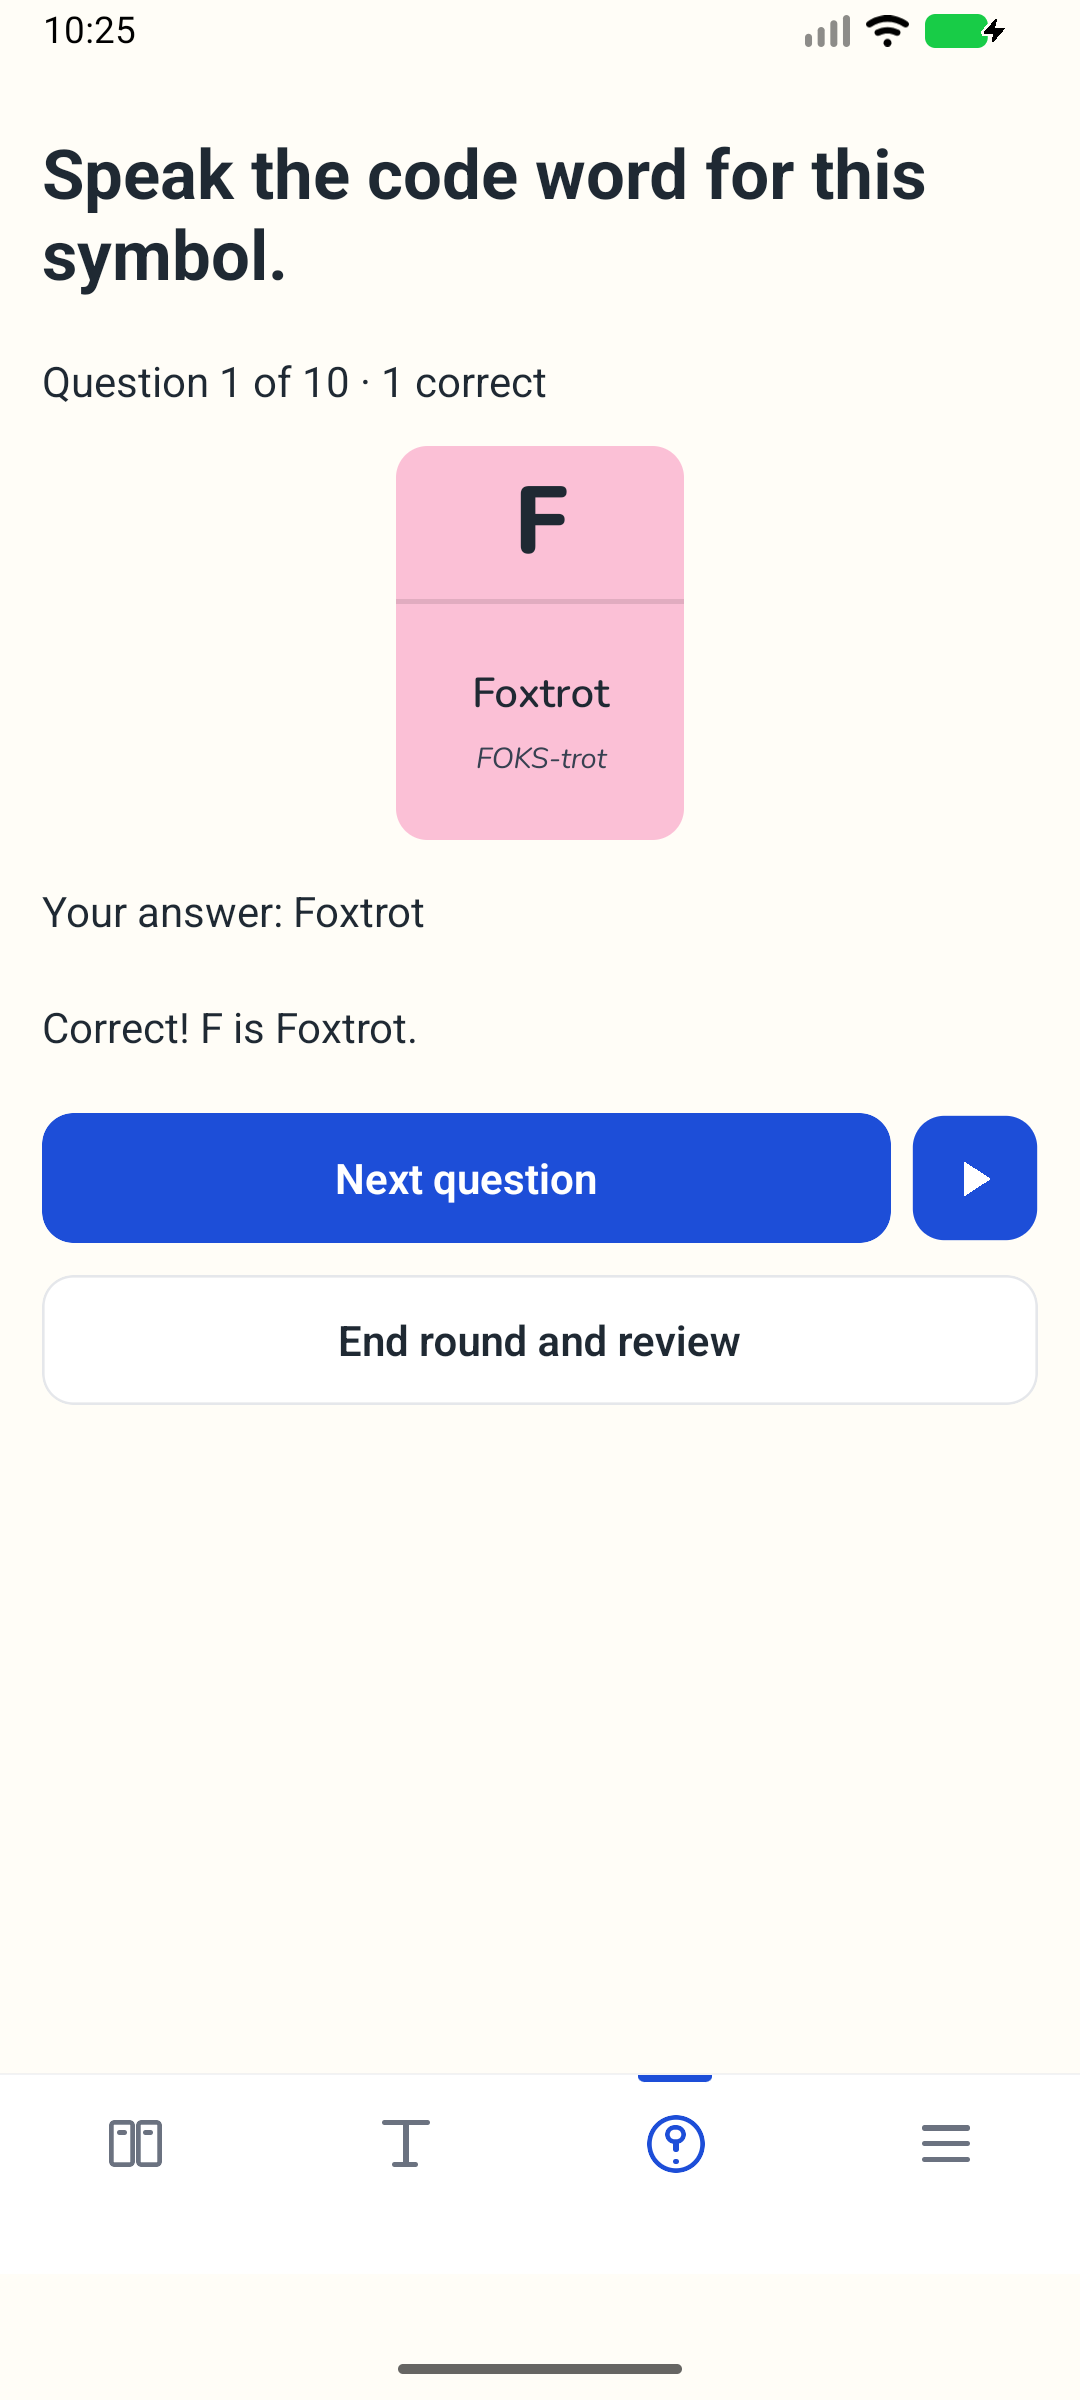 10:25
Speak the code word for this
symbol.
Question 1 of 10 · 1 correct
F
Foxtrot
FOKS-trot
Your answer: Foxtrot
Correct! F is Foxtrot.
Next question
End round and review